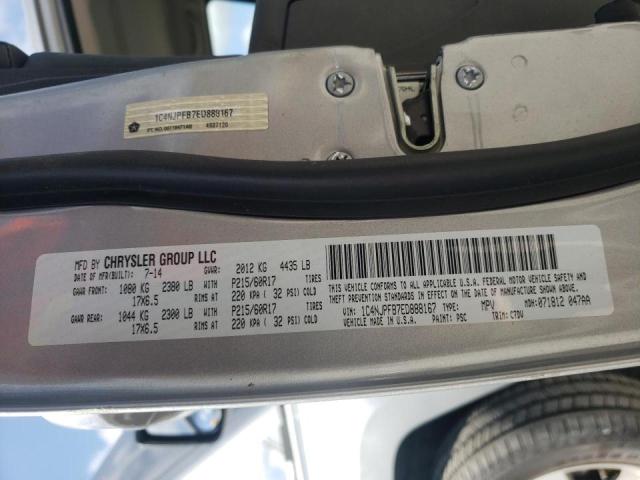 1C4NJPFB7ED888167
4697120
MFD BY CHRYSLER GROUP LLC
DATE OF MFR(BUILT): 7-14 GVWR: 2012 KG 4435 LB
GAWR FRONT: 1080 KG 2380 LB WITH P215/60R17 TIRES
17X6.5 RIMS AT 220 KPA ( 32 PSI) COLD
GAWR REAR: 1044 KG 2300 LB WITH P215/60R17 TIRES
17X6.5 RIMS AT 220 KPA ( 32 PSI) COLD
THIS VEHICLE CONFORMS TO ALL APPLICABLE U.S.A. FEDERAL MOTOR VEHICLE SAFETY AND
THEFT PREVENTION STANDARDS IN EFFECT ON THE DATE OF MANUFACTURE SHOWN ABOVE.
VIN: 1C4NJPFB7ED888167 TYPE: MPV MDH: 071812 047AA
VEHICLE MADE IN U.S.A. PAINT: PSC TRIM: C7DV